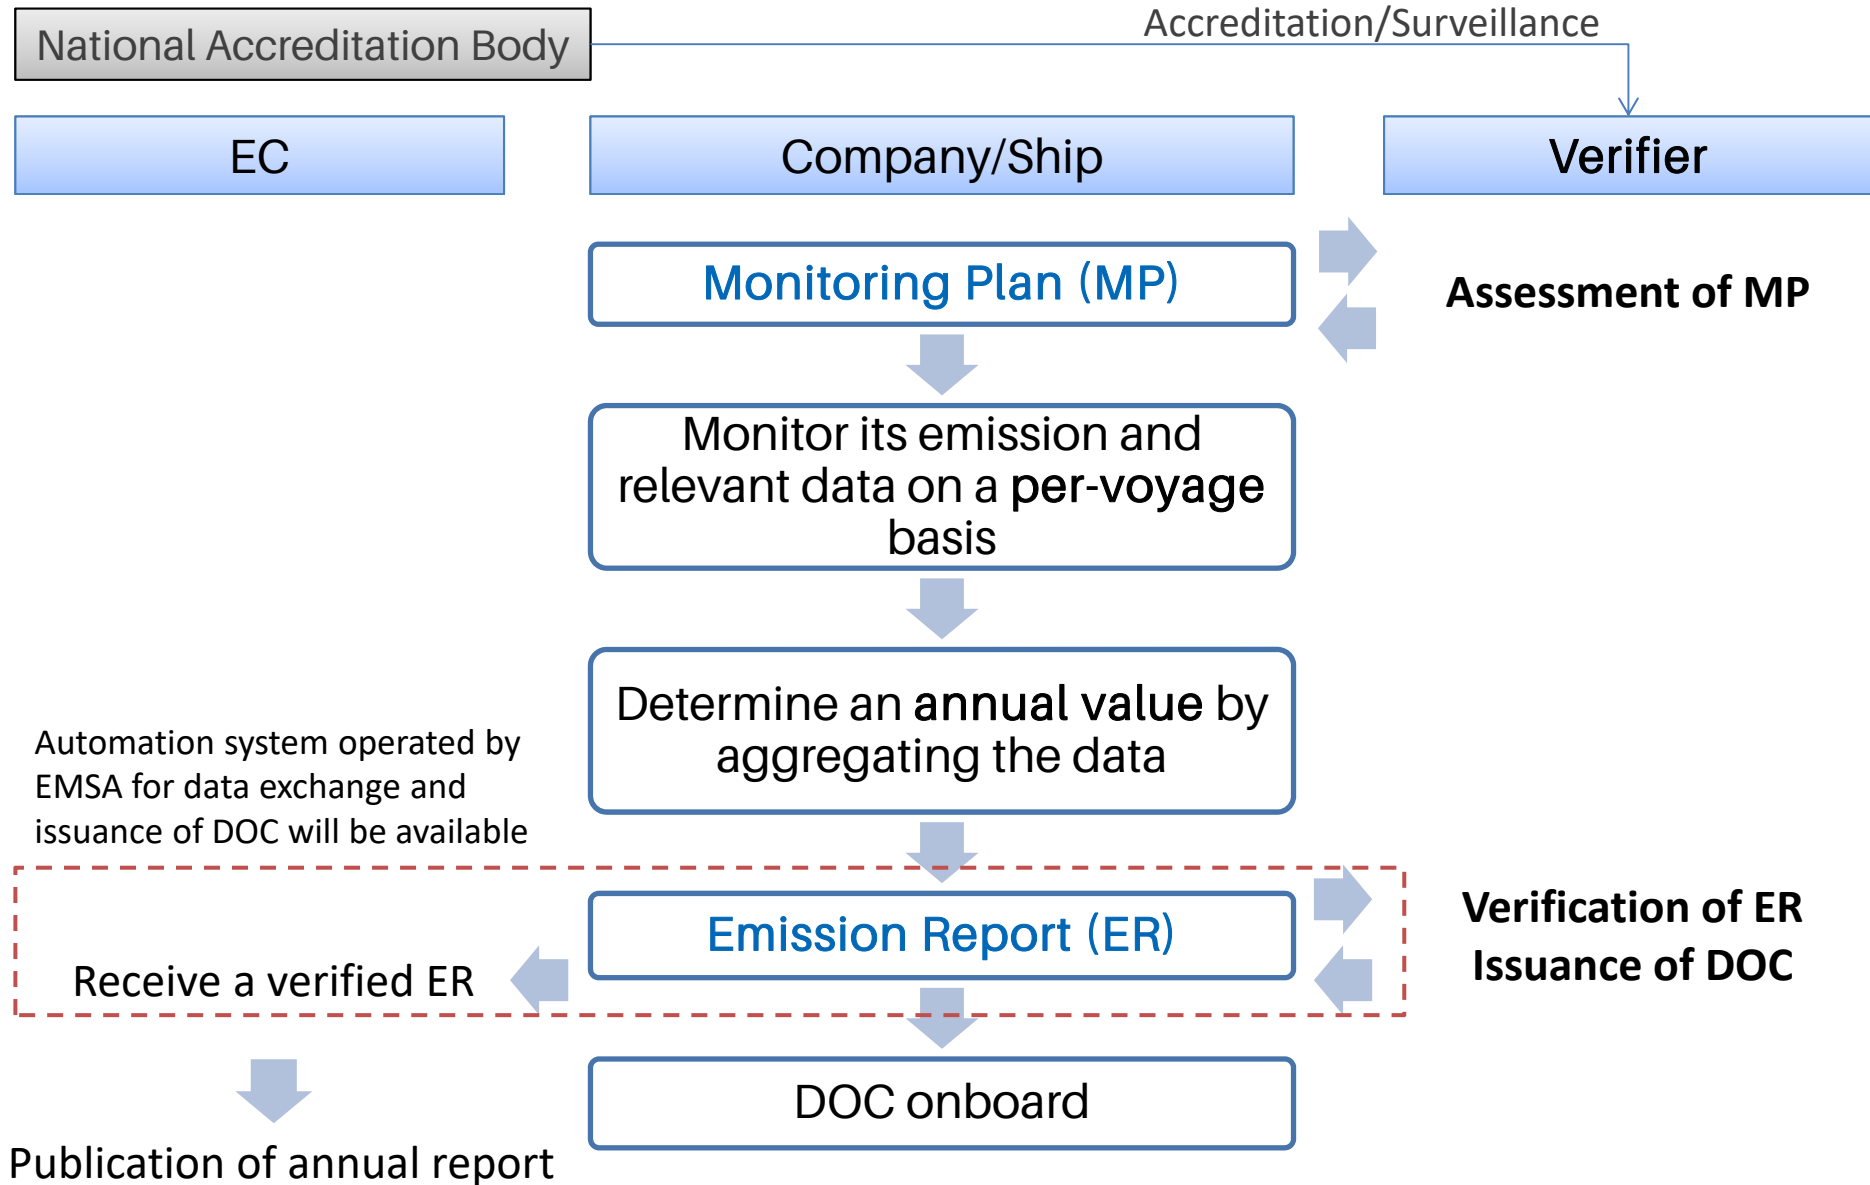 National Accreditation Body
Accreditation/Surveillance
EC
Company/Ship
Verifier
Monitoring Plan (MP)
Assessment of MP
Monitor its emission and
relevant data on a per-voyage
basis
Determine an annual value by
aggregating the data
Automation system operated by
EMSA for data exchange and
issuance of DOC will be available
Emission Report (ER)
Verification of ER
Issuance of DOC
Receive a verified ER
DOC onboard
Publication of annual report